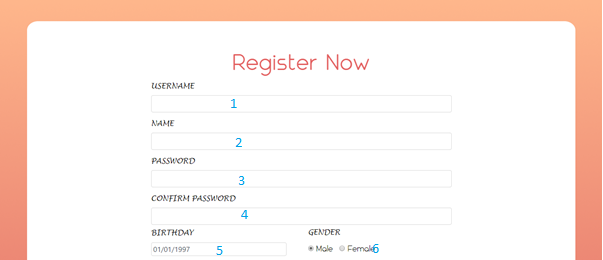 Register Now
USERNAME
1
NAME
2
PASSWORD
3
CONFIRM PASSWORD
4
BIRTHDAY GENDER
01/01/1997 5 Male Female 6